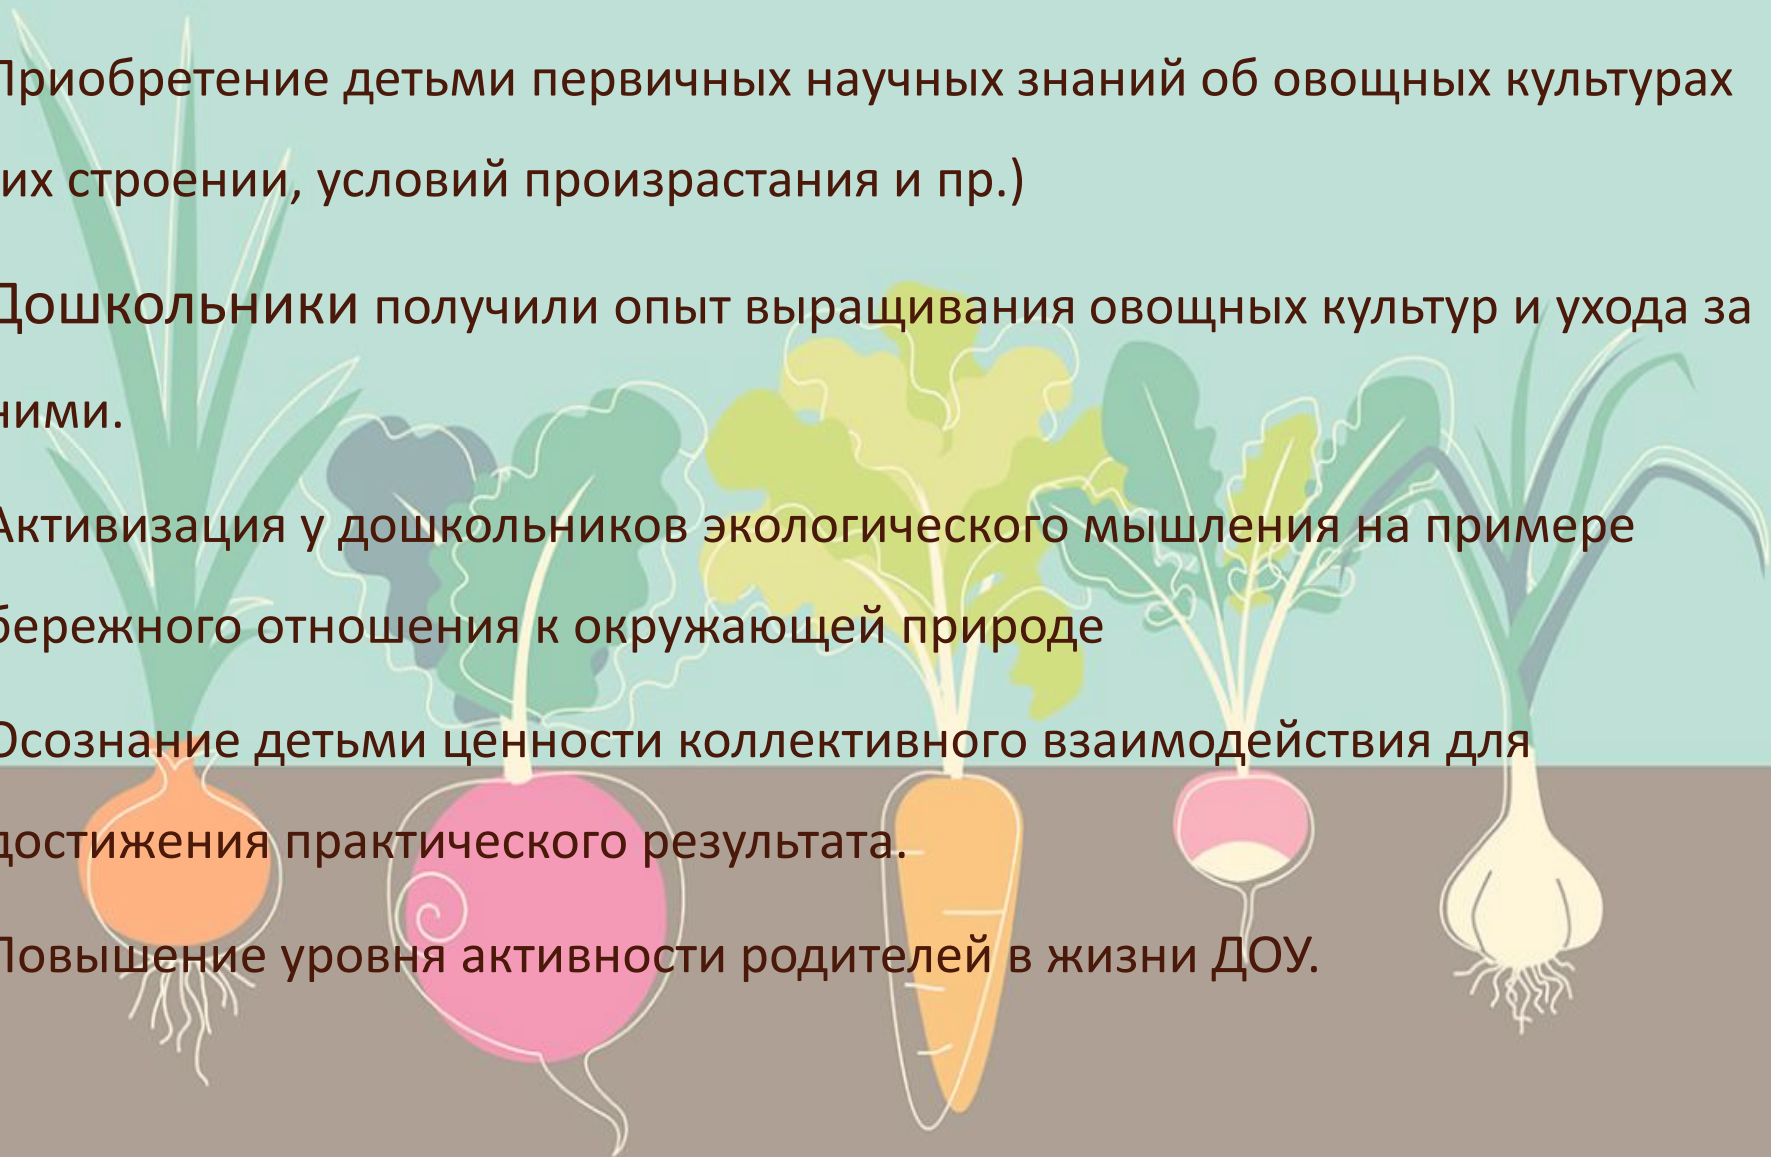 Приобретение детьми первичных научных знаний об овощных культурах
их строении, условий произрастания и пр.)
Дошкольники получили опыт выращивания овощных культур и ухода за
ними.
Активизация у дошкольников экологического мышления на примере
бережного отношения к окружающей природе
Осознание детьми ценности коллективного взаимодействия для
достижения практического результата.
Повышение уровня активности родителей в жизни ДОУ.